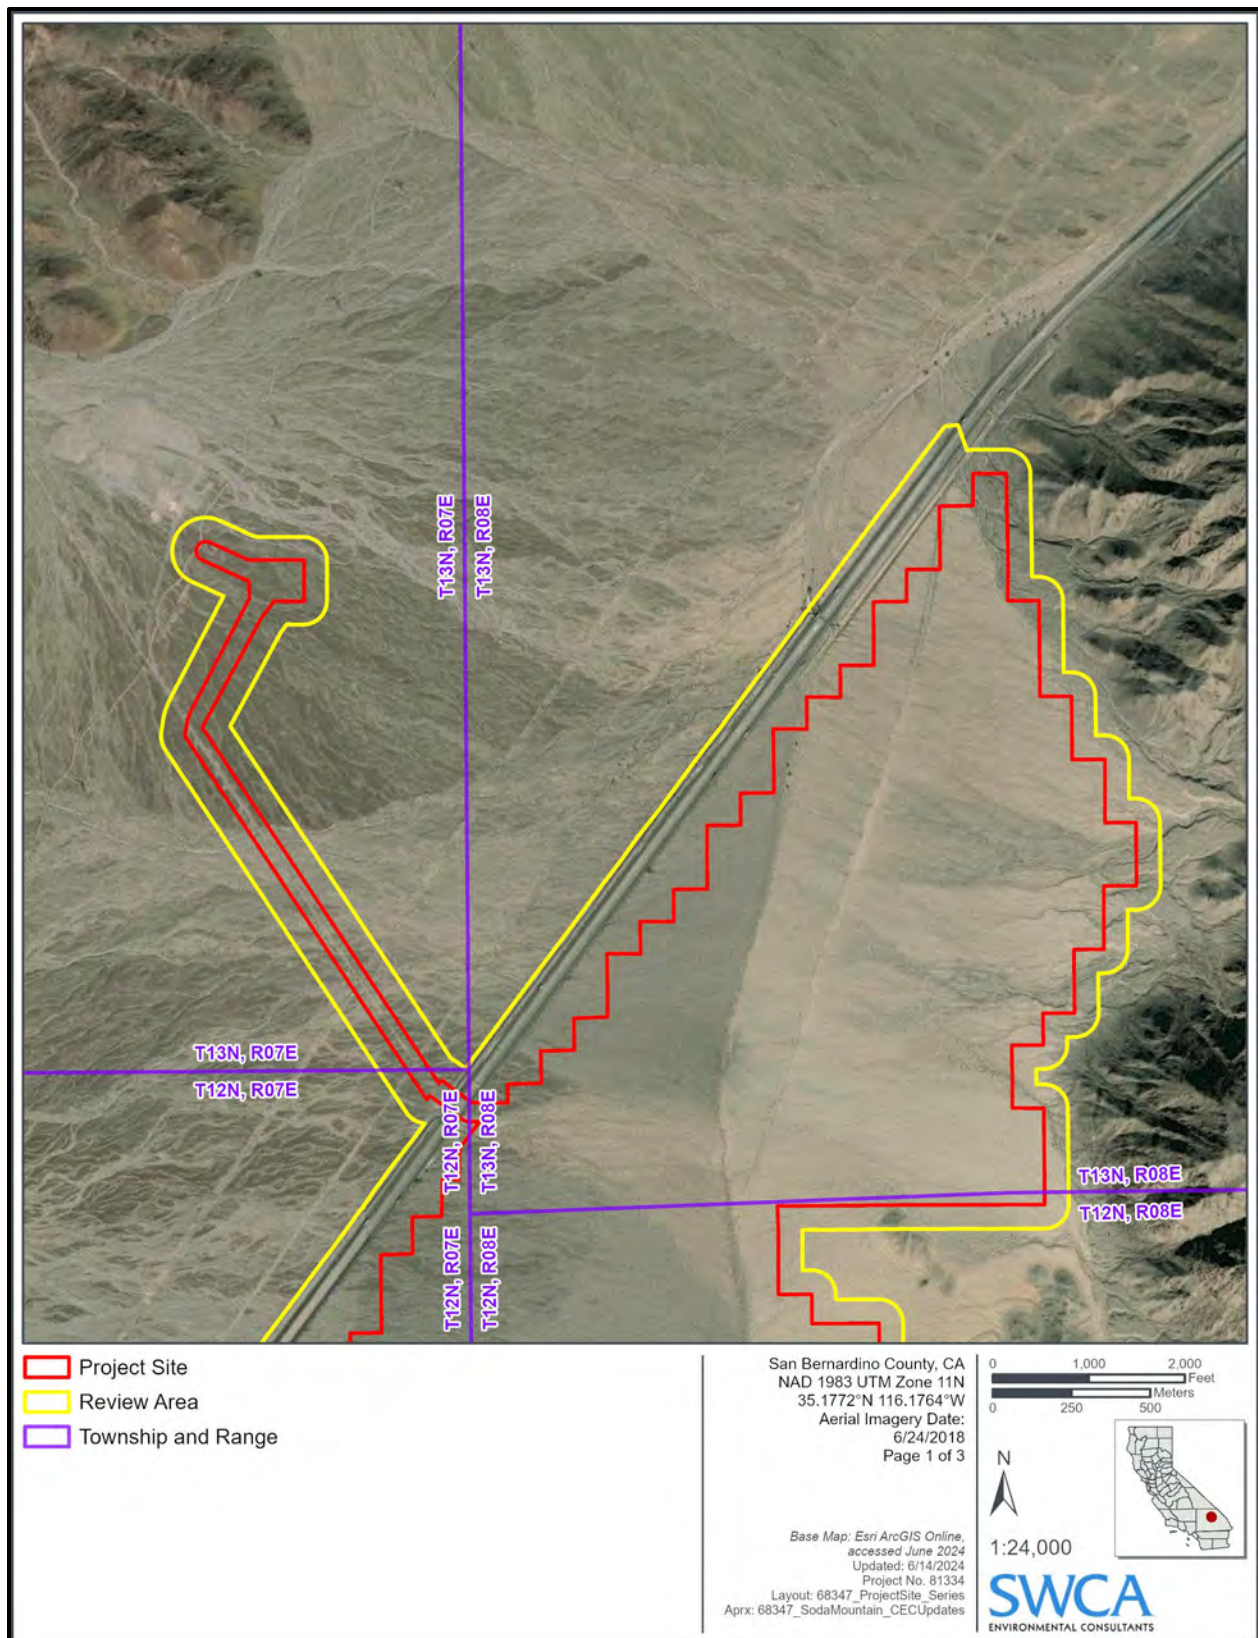 T13N, R07E
T13N, R08E
T13N, R07E
T12N, R07E
T12N, R07E
T13N, R08E
T13N, R08E
T12N, R08E
T12N, R07E
T12N, R08E
Project Site
Review Area
Township and Range
San Bernardino County, CA
NAD 1983 UTM Zone 11N
35.1772°N 116.1764°W
Aerial Imagery Date:
6/24/2018
Page 1 of 3
Base Map: Esri ArcGIS Online,
accessed June 2024
Updated: 6/14/2024
Project No. 81334
Layout: 68347_ProjectSite_Series
Aprx: 68347_SodaMountain_CECUpdates
0 1,000 2,000
Feet
Meters
0 250 500
N
1:24,000
SWCA
ENVIRONMENTAL CONSULTANTS